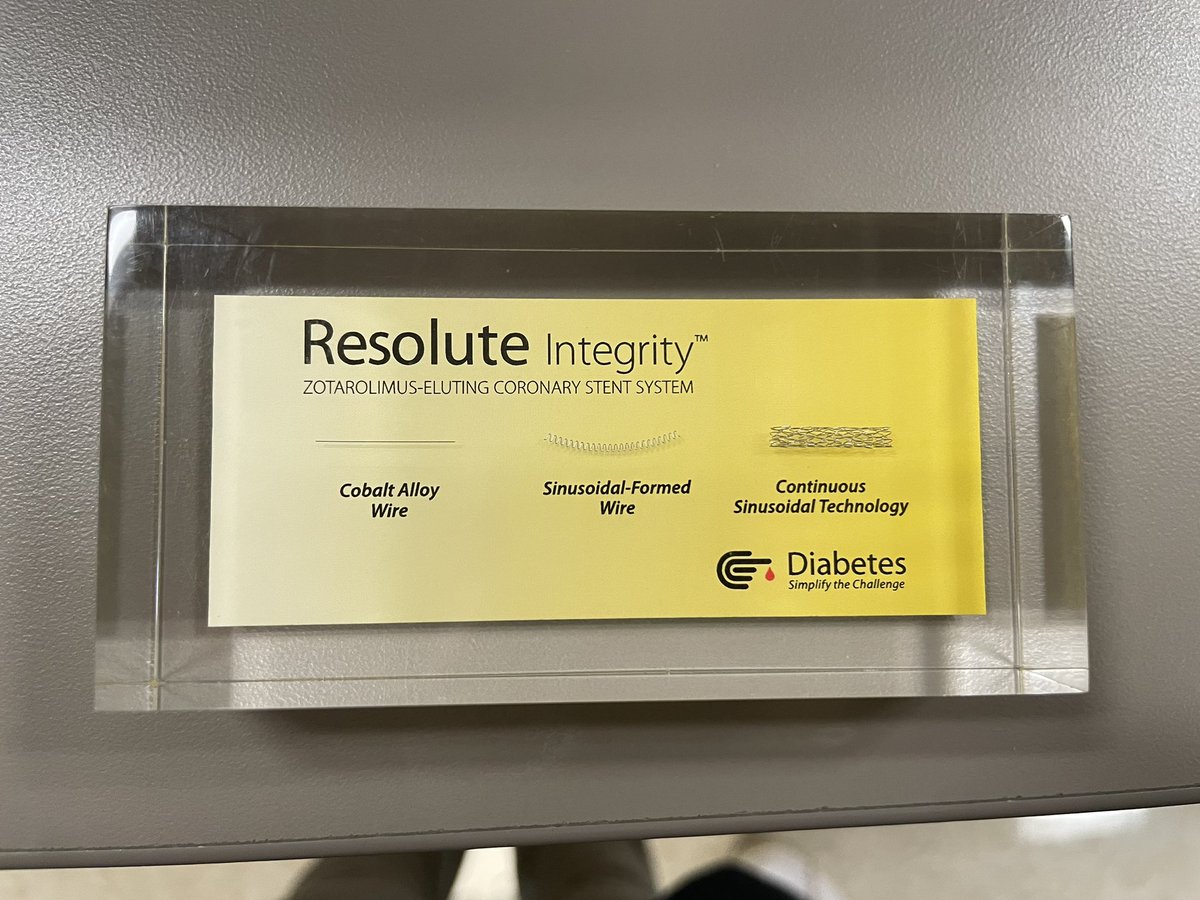 Resolute Integrity™
ZOTAROLIMUS-ELUTING CORONARY STENT SYSTEM
Cobalt Alloy
Wire
Sinusoidal-Formed
Wire
Continuous
Sinusoidal Technology
Diabetes
Simplify the Challenge